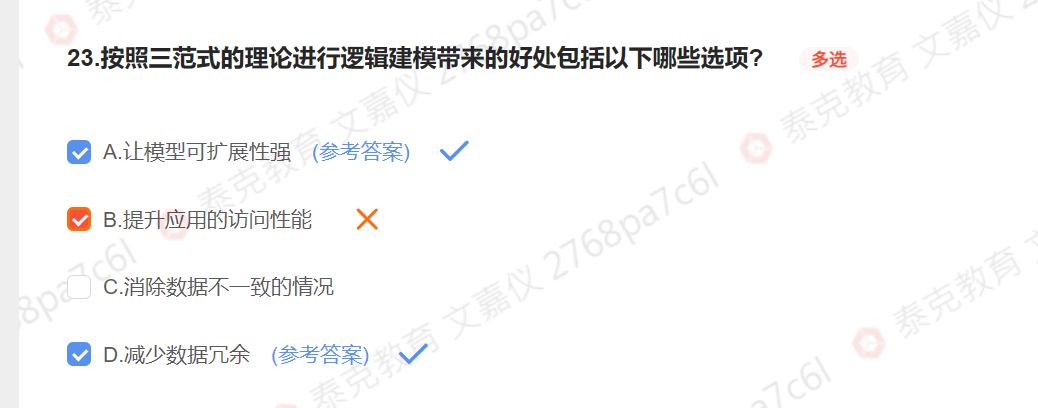 23.按照三范式的理论进行逻辑建模带来的好处包括以下哪些选项? 多选
A.让模型可扩展性强 (参考答案)
B.提升应用的访问性能
C.消除数据不一致的情况
D.减少数据冗余 (参考答案)
泰克教育 文嘉仪 2768pa7c6l